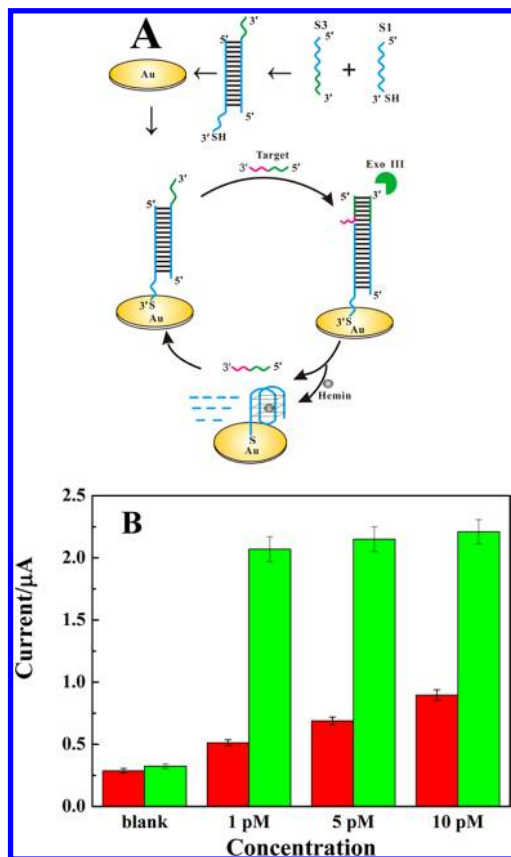 A
3'
5'
S3
5'
S1
5'
Au
←
←
+
3'
3' SH
5'
3'SH
Target
3' 5'
Exo III
3'
5'
5' 3'
5'
5'
3'S
Au
3'S
Au
3' 5'
Hemin
S
Au
B
2.5
2.0
1.5
1.0
0.5
0.0
Current/μA
blank 1 pM 5 pM 10 pM
Concentration